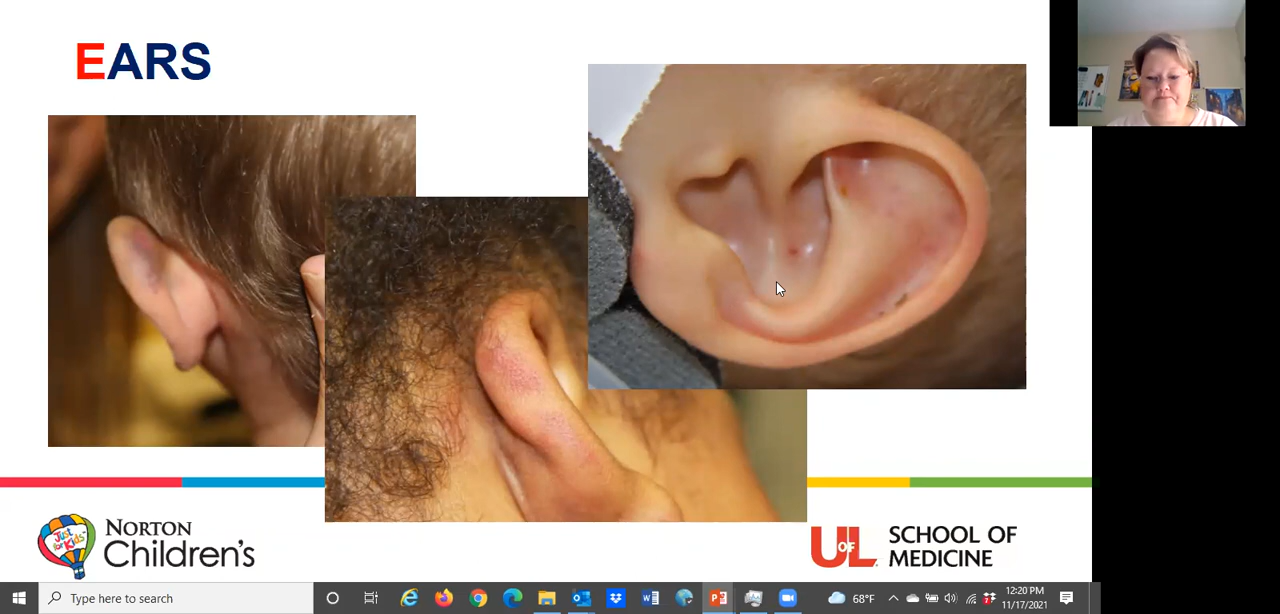 EARS
Just
for Kids
NORTON
Children's
UofL
SCHOOL OF
MEDICINE
Type here to search
68°F
12:20 PM
11/17/2021